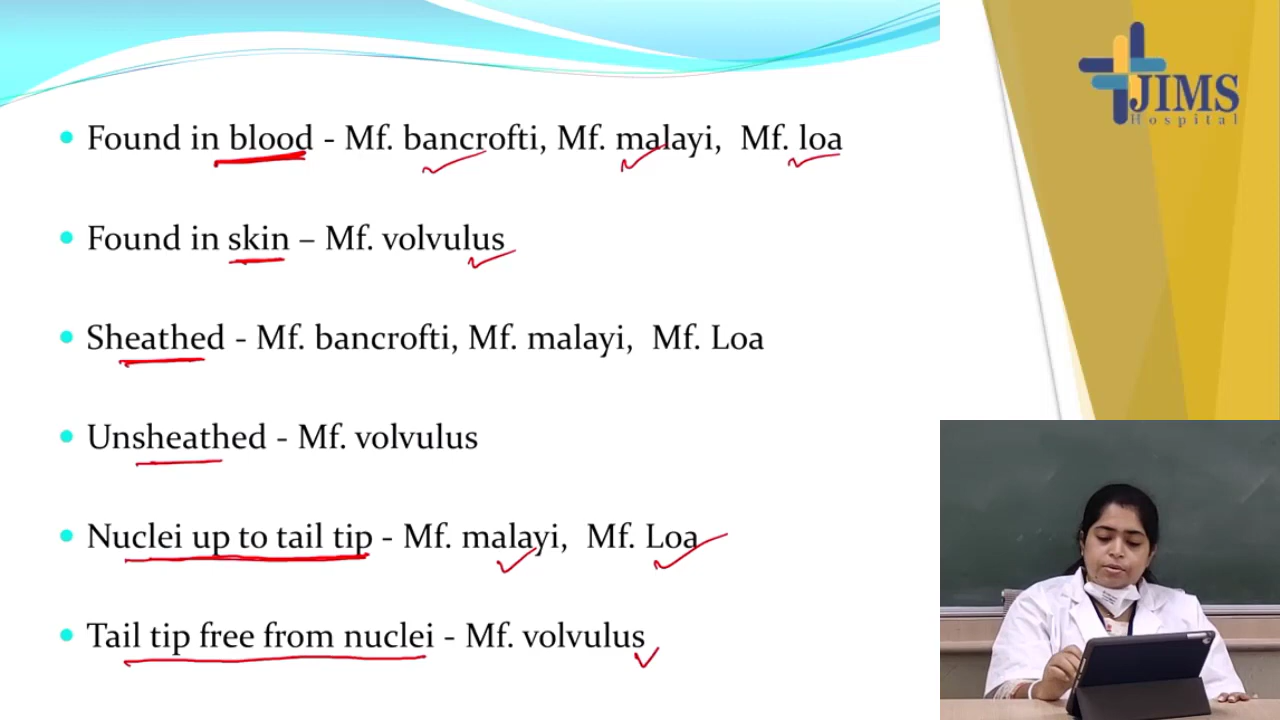 JIMS
Hospital
• Found in blood - Mf. bancrofti, Mf. malayi, Mf. loa
• Found in skin – Mf. volvulus
• Sheathed - Mf. bancrofti, Mf. malayi, Mf. Loa
• Unsheathed - Mf. volvulus
• Nuclei up to tail tip - Mf. malayi, Mf. Loa
• Tail tip free from nuclei - Mf. volvulus